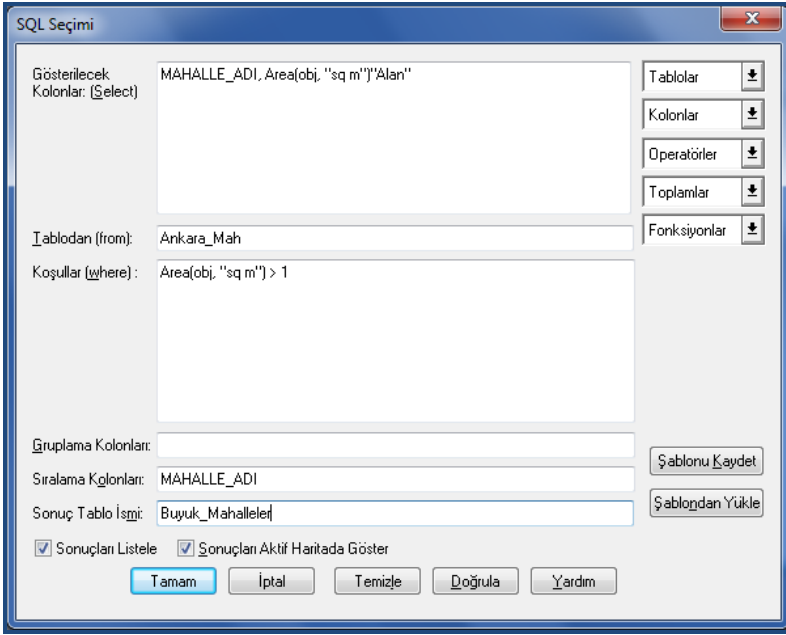 SQL Seçimi
Gösterilecek
Kolonlar: (Select)
MAHALLE_ADI, Area(obj, "sq m")"Alan"
Tablolar
Kolonlar
Operatörler
Toplamlar
Fonksiyonlar
Tablodan (from):
Ankara_Mah
Koşullar (where) :
Area(obj, "sq m") > 1
Gruplama Kolonları:
Sıralama Kolonları:
MAHALLE_ADI
Sonuç Tablo İsmi:
Buyuk_Mahalleler
Şablonu Kaydet
Şablondan Yükle
Sonuçları Listele
Sonuçları Aktif Haritada Göster
Tamam
İptal
Temizle
Doğrula
Yardım